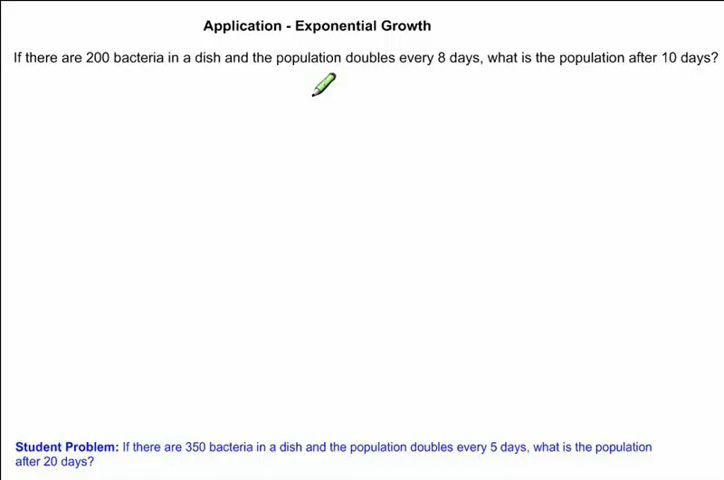 Application - Exponential Growth
If there are 200 bacteria in a dish and the population doubles every 8 days, what is the population after 10 days?
Student Problem: If there are 350 bacteria in a dish and the population doubles every 5 days, what is the population
after 20 days?